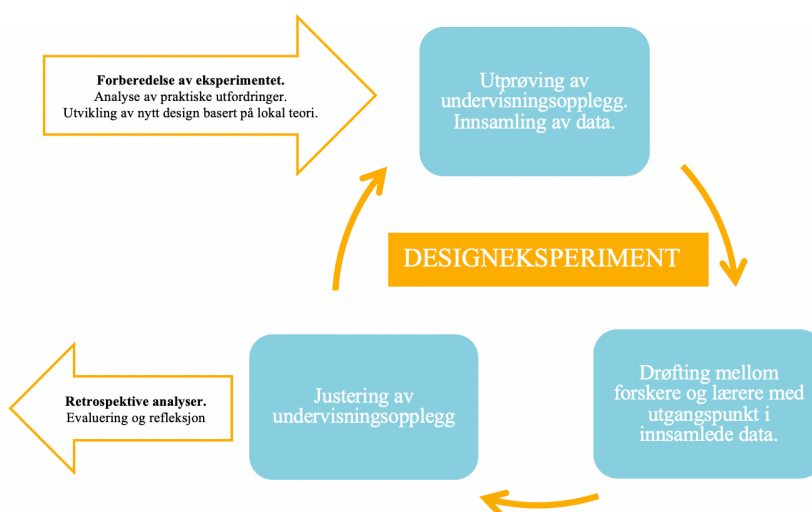 Forberedelse av eksperimentet.
Analyse av praktiske utfordringer.
Utvikling av nytt design basert på lokal teori.
Utprøving av
undervisningsopplegg.
Innsamling av data.
DESIGNEKSPERIMENT
Drøfting mellom
forskere og lærere med
utgangspunkt i
innsamlede data.
Justering av
undervisningsopplegg
Retrospektive analyser.
Evaluering og refleksjon